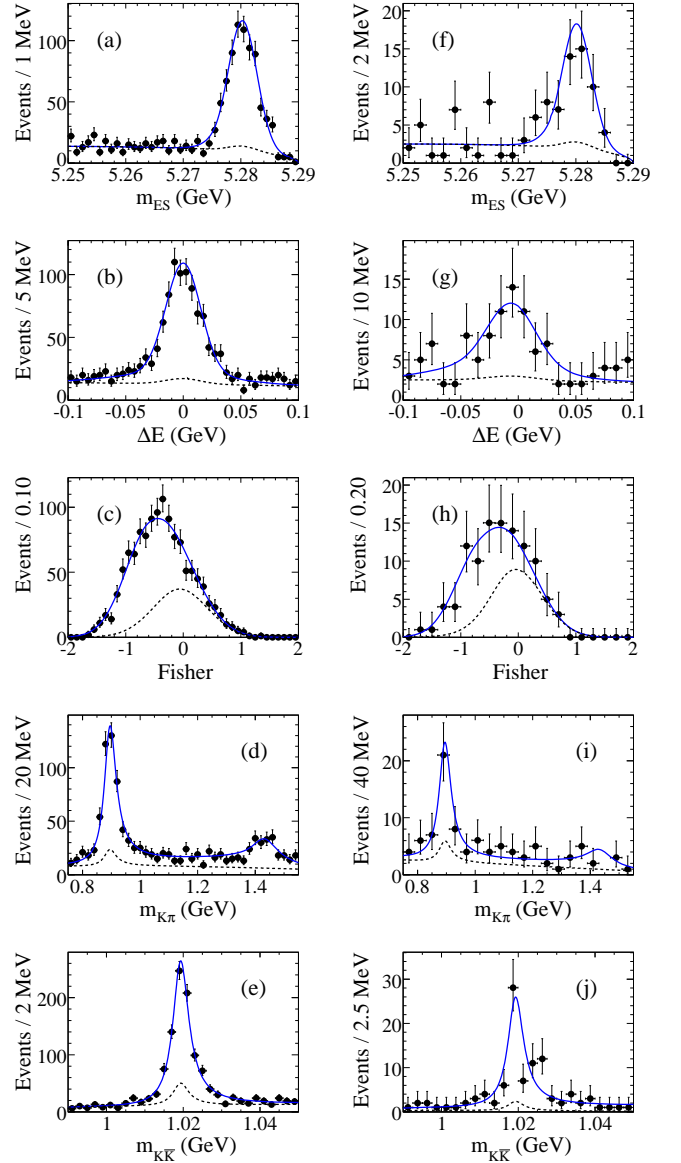 (a)
Events / 1 MeV
0
50
100
5.25 5.26 5.27 5.28 5.29
m_ES (GeV)
(f)
Events / 2 MeV
0
5
10
15
20
5.25 5.26 5.27 5.28 5.29
m_ES (GeV)
(b)
Events / 5 MeV
0
50
100
-0.1 -0.05 0 0.05 0.1
ΔE (GeV)
(g)
Events / 10 MeV
0
5
10
15
-0.1 -0.05 0 0.05 0.1
ΔE (GeV)
(c)
Events / 0.10
0
50
100
-2 -1 0 1 2
Fisher
(h)
Events / 0.20
0
5
10
15
20
-2 -1 0 1 2
Fisher
(d)
Events / 20 MeV
0
50
100
0.8 1 1.2 1.4
m_Kπ (GeV)
(i)
Events / 40 MeV
0
10
20
0.8 1 1.2 1.4
m_Kπ (GeV)
(e)
Events / 2 MeV
0
100
200
1 1.02 1.04
m_KK̅ (GeV)
(j)
Events / 2.5 MeV
0
10
20
30
1 1.02 1.04
m_KK̅ (GeV)